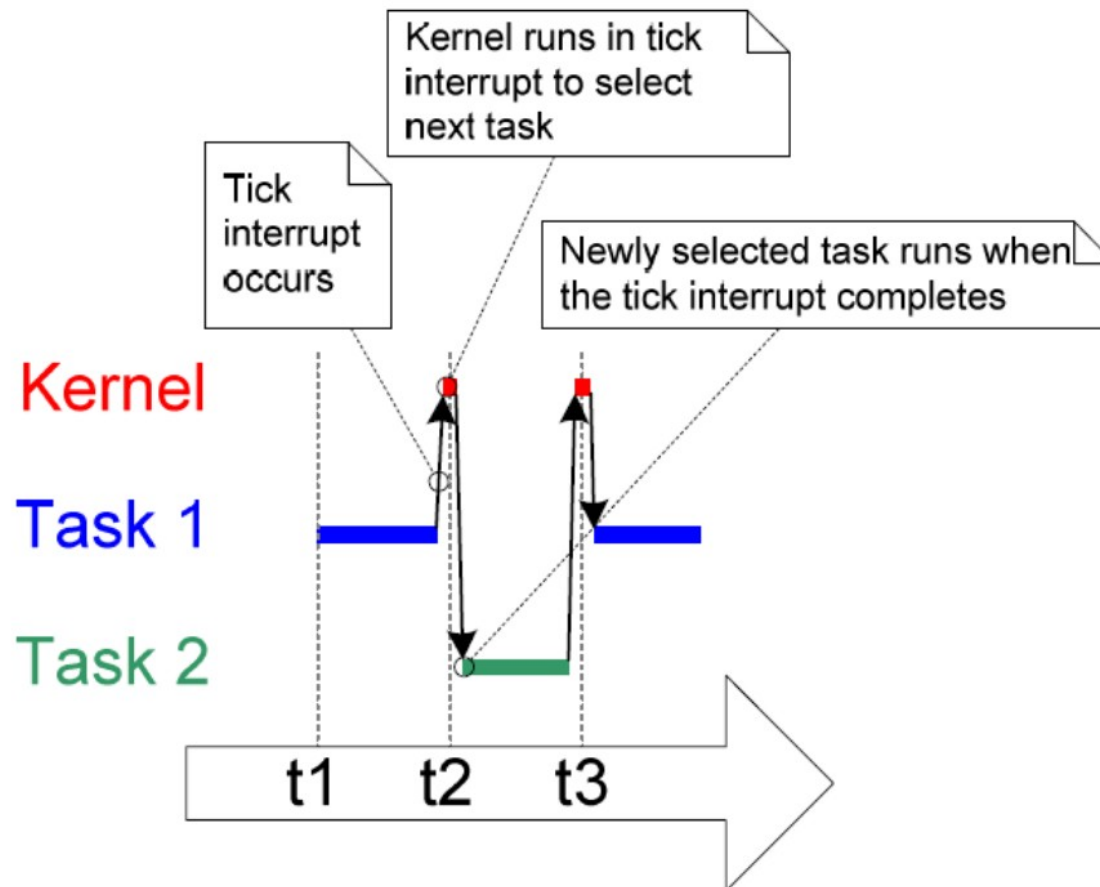 Kernel runs in tick
interrupt to select
next task
Tick
interrupt
occurs
Newly selected task runs when
the tick interrupt completes
Kernel
Task 1
Task 2
t1 t2 t3